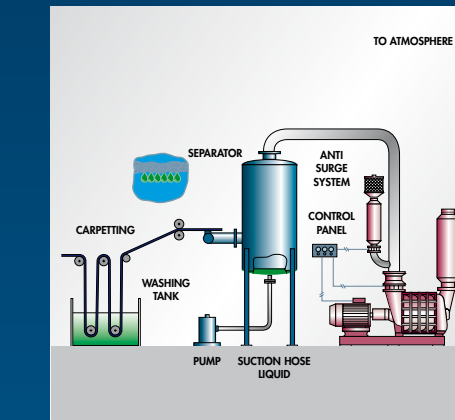 TO ATMOSPHERE
SEPARATOR
ANTI
SURGE
SYSTEM
CARPETTING
CONTROL
PANEL
WASHING
TANK
PUMP
SUCTION HOSE
LIQUID